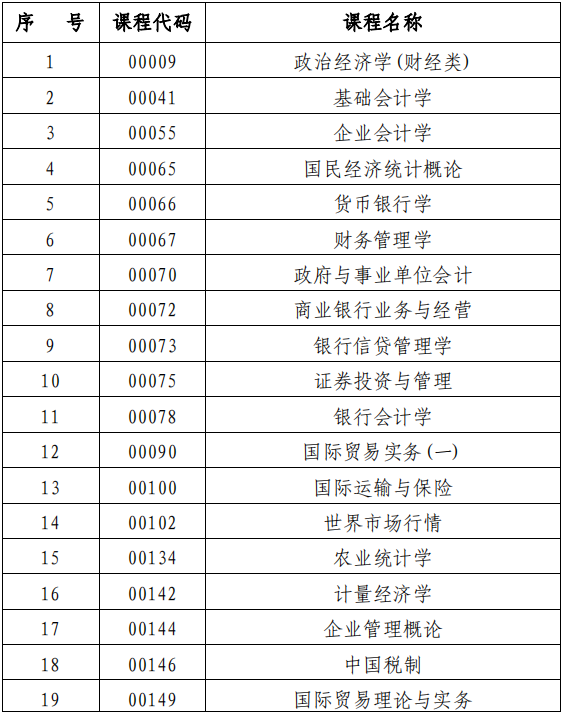 序 号 课程代码 课程名称
1 00009 政治经济学(财经类)
2 00041 基础会计学
3 00055 企业会计学
4 00065 国民经济统计概论
5 00066 货币银行学
6 00067 财务管理学
7 00070 政府与事业单位会计
8 00072 商业银行业务与经营
9 00073 银行信贷管理学
10 00075 证券投资与管理
11 00078 银行会计学
12 00090 国际贸易实务(一)
13 00100 国际运输与保险
14 00102 世界市场行情
15 00134 农业统计学
16 00142 计量经济学
17 00144 企业管理概论
18 00146 中国税制
19 00149 国际贸易理论与实务